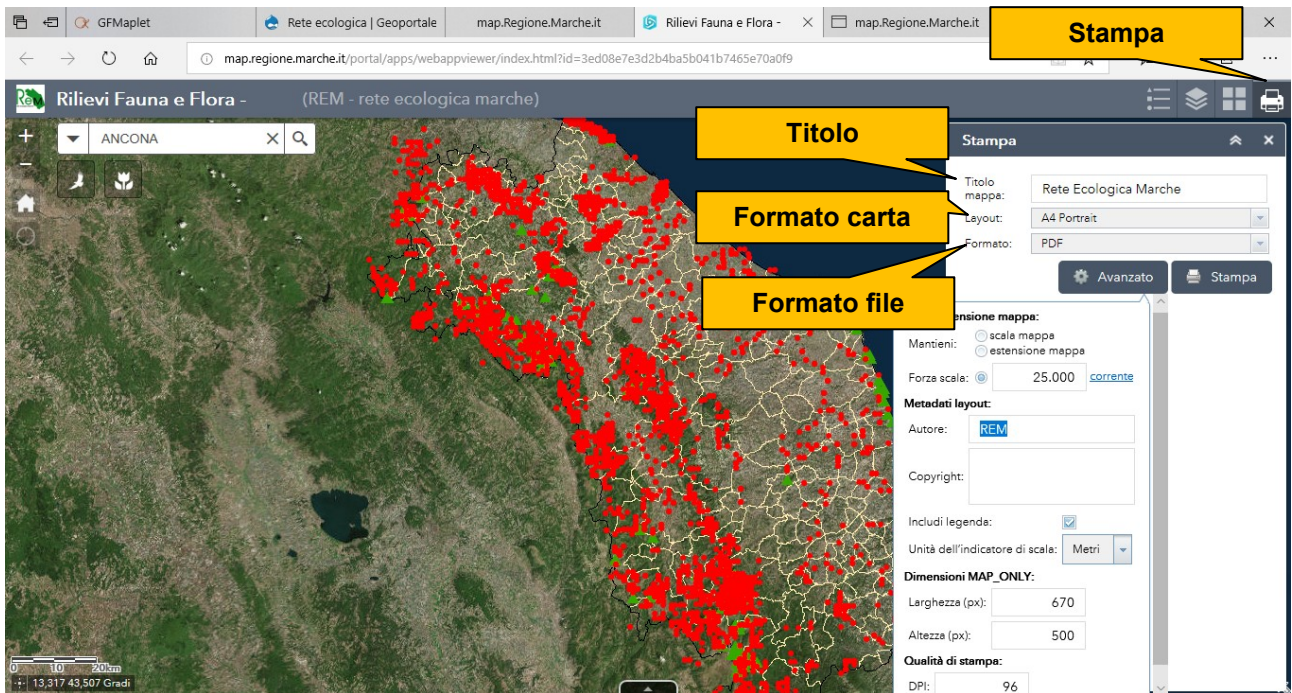 GFMaplet
Rete ecologica | Geoportale
map.Regione.Marche.it
Rilievi Fauna e Flora -
map.Regione.Marche.it
Stampa
map.regione.marche.it/portal/apps/webappviewer/index.html?id=3ed08e7e3d2b4ba5b041b7465e70a0f9
Rem
Rilievi Fauna e Flora - (REM - rete ecologica marche)
ANCONA
Titolo
Stampa
Titolo mappa:
Rete Ecologica Marche
Formato carta
Layout: A4 Portrait
Formato: PDF
Avanzato Stampa
Formato file
ensione mappa:
Mantieni:
scala mappa
estensione mappa
Forza scala: 25.000 corrente
Metadati layout:
Autore: REM
Copyright:
Includi legenda:
Unità dell'indicatore di scala: Metri
Dimensioni MAP_ONLY:
Larghezza (px): 670
Altezza (px): 500
Qualità di stampa:
DPI: 96
0 10 20km
13,317 43,507 Gradi